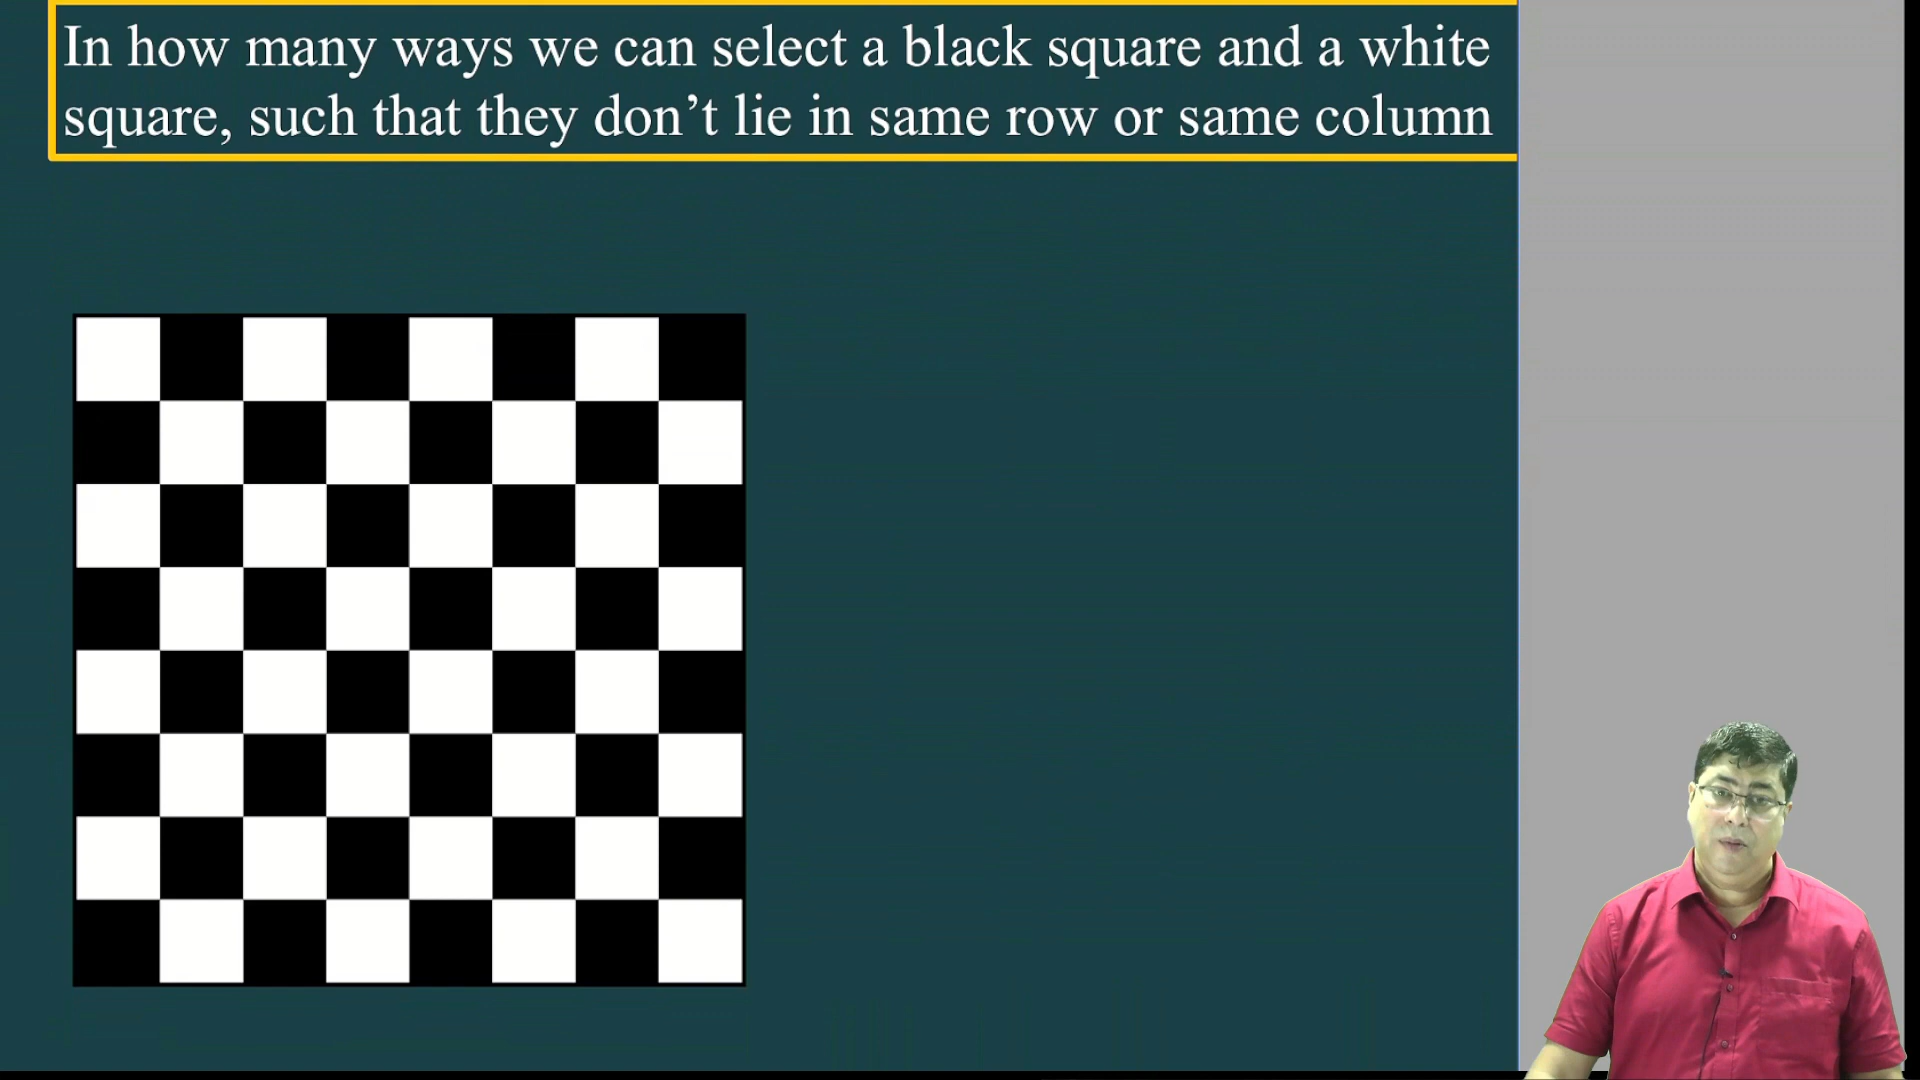 In how many ways we can select a black square and a white
square, such that they don’t lie in same row or same column